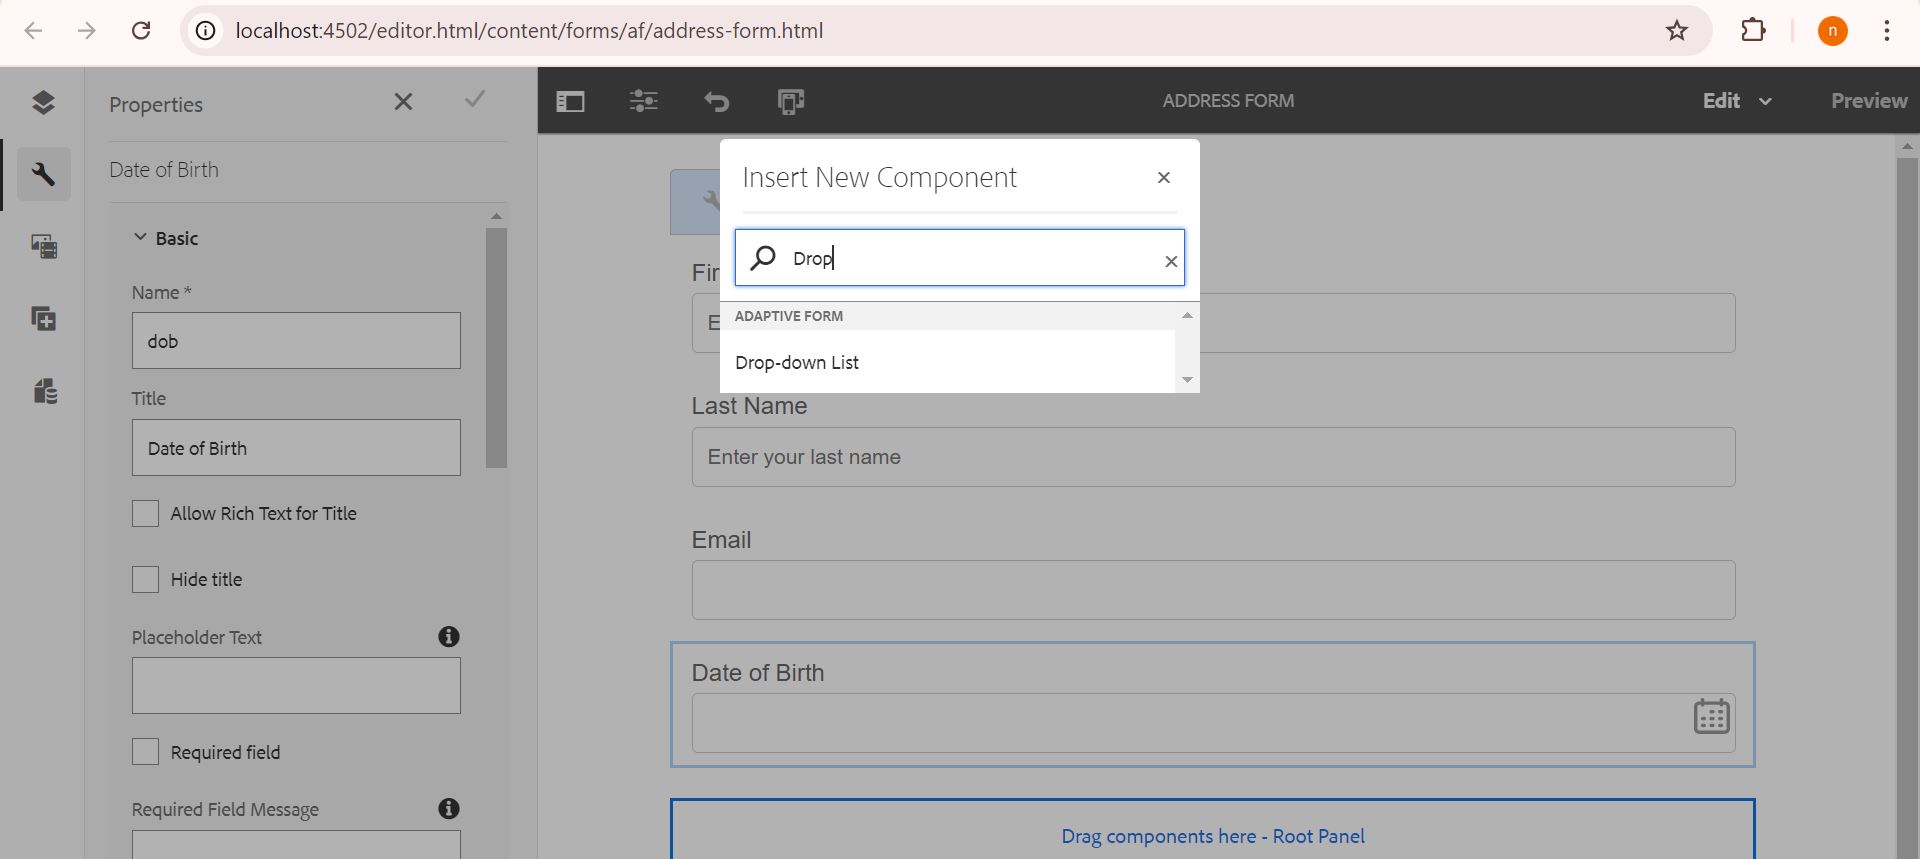 localhost:4502/editor.html/content/forms/af/address-form.html
n
Properties
ADDRESS FORM
Edit
Preview
Date of Birth
Basic
Name *
dob
Title
Date of Birth
Allow Rich Text for Title
Hide title
Placeholder Text
Required field
Required Field Message
Insert New Component
Drop
ADAPTIVE FORM
Drop-down List
Fir
E
Last Name
Enter your last name
Email
Date of Birth
Drag components here - Root Panel